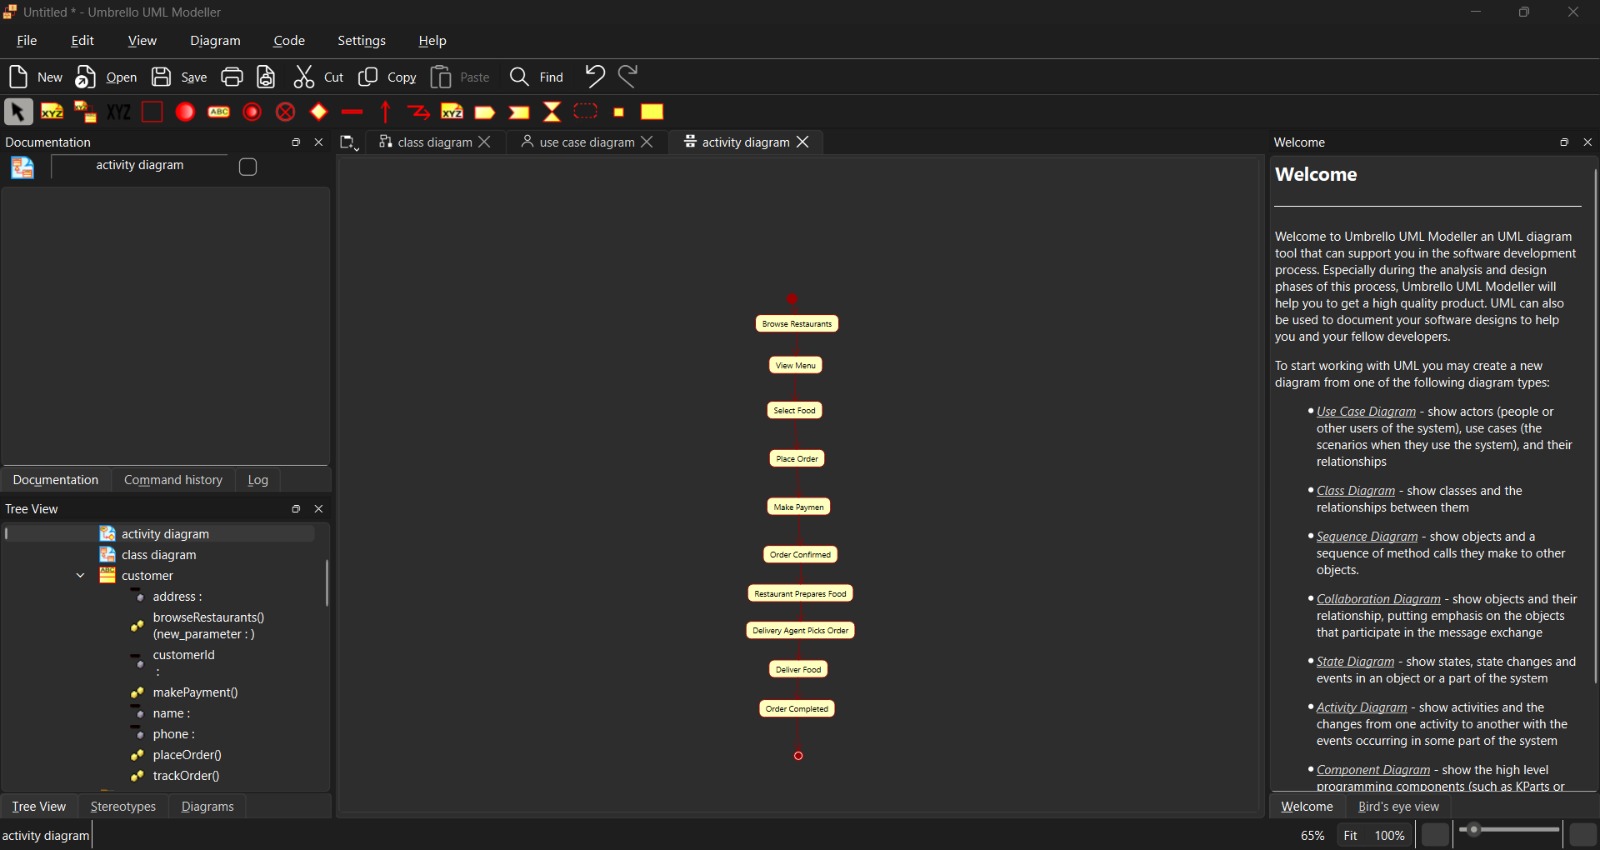 Untitled * - Umbrello UML Modeller
File Edit View Diagram Code Settings Help
New Open Save Cut Copy Paste Find
XYZ XYZ XYZ ABC XYZ
Documentation
activity diagram
Documentation Command history Log
Tree View
activity diagram
class diagram
ABC customer
address :
browseRestaurants()
(new_parameter : )
customerId
:
makePayment()
name :
phone :
placeOrder()
trackOrder()
Tree View Stereotypes Diagrams
activity diagram
class diagram use case diagram activity diagram
Browse Restaurants
View Menu
Select Food
Place Order
Make Paymen
Order Confirmed
Restaurant Prepares Food
Delivery Agent Picks Order
Deliver Food
Order Completed
Welcome
Welcome
Welcome to Umbrello UML Modeller an UML diagram
tool that can support you in the software development
process. Especially during the analysis and design
phases of this process, Umbrello UML Modeller will
help you to get a high quality product. UML can also
be used to document your software designs to help
you and your fellow developers.
To start working with UML you may create a new
diagram from one of the following diagram types:
• Use Case Diagram - show actors (people or
other users of the system), use cases (the
scenarios when they use the system), and their
relationships
• Class Diagram - show classes and the
relationships between them
• Sequence Diagram - show objects and a
sequence of method calls they make to other
objects.
• Collaboration Diagram - show objects and their
relationship, putting emphasis on the objects
that participate in the message exchange
• State Diagram - show states, state changes and
events in an object or a part of the system
• Activity Diagram - show activities and the
changes from one activity to another with the
events occurring in some part of the system
• Component Diagram - show the high level
programming components (such as KParts or
Welcome Bird's eye view
65% Fit 100%